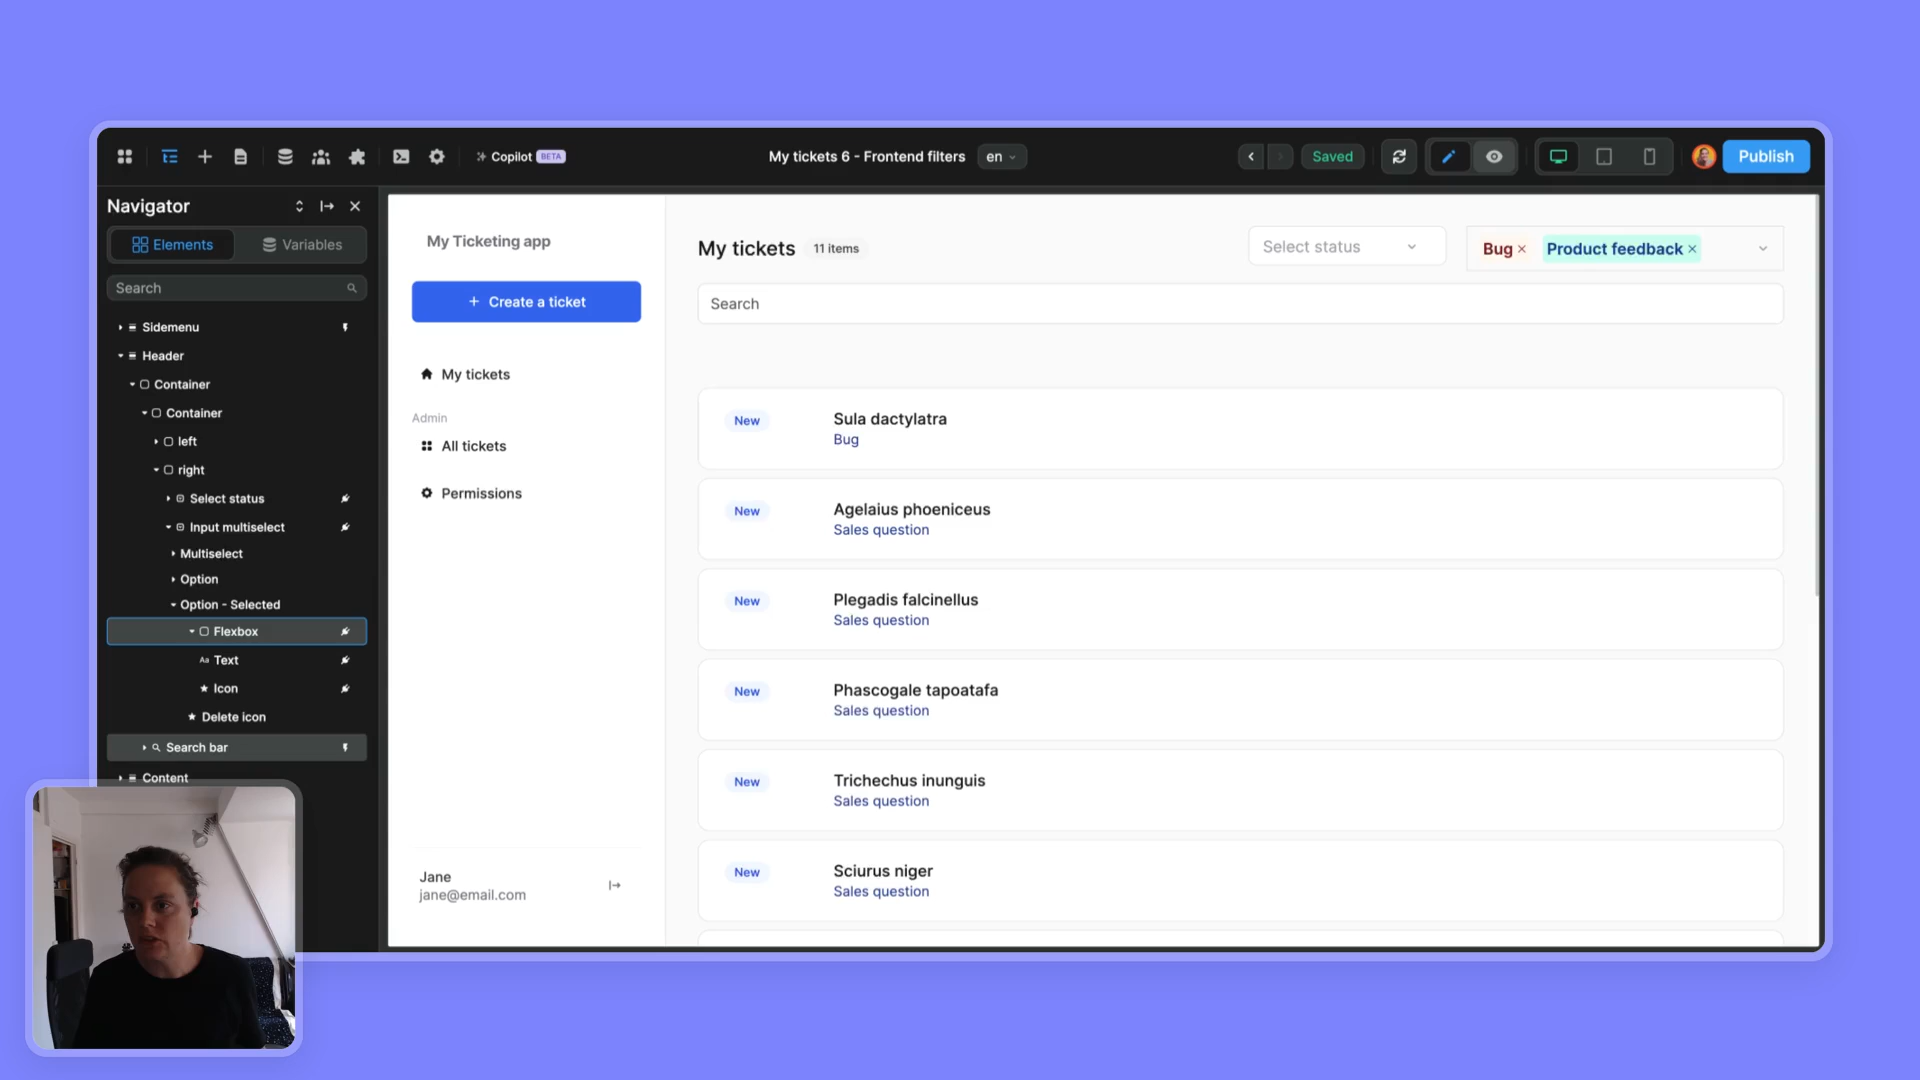 Copilot BETA
My tickets 6 - Frontend filters
en
Saved
Publish
Navigator
Elements
Variables
Search
Sidemenu
Header
Container
Container
left
right
Select status
Input multiselect
Multiselect
Option
Option - Selected
Flexbox
Aa Text
Icon
Delete icon
Search bar
Content
My Ticketing app
+ Create a ticket
My tickets
Admin
All tickets
Permissions
Jane
jane@email.com
My tickets 11 items
Select status
Bug × Product feedback ×
Search
New Sula dactylatra
Bug
New Agelaius phoeniceus
Sales question
New Plegadis falcinellus
Sales question
New Phascogale tapoatafa
Sales question
New Trichechus inunguis
Sales question
New Sciurus niger
Sales question